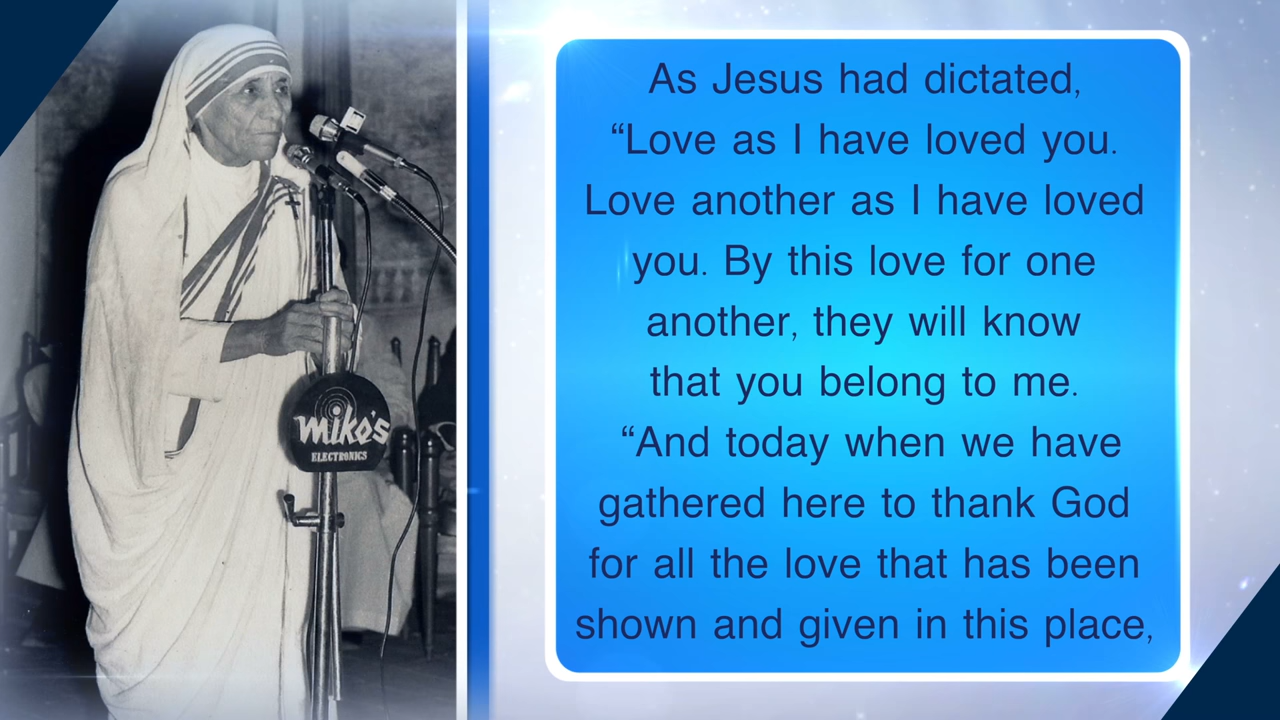 mike's
ELECTRONICS
As Jesus had dictated,
“Love as I have loved you.
Love another as I have loved
you. By this love for one
another, they will know
that you belong to me.
“And today when we have
gathered here to thank God
for all the love that has been
shown and given in this place,